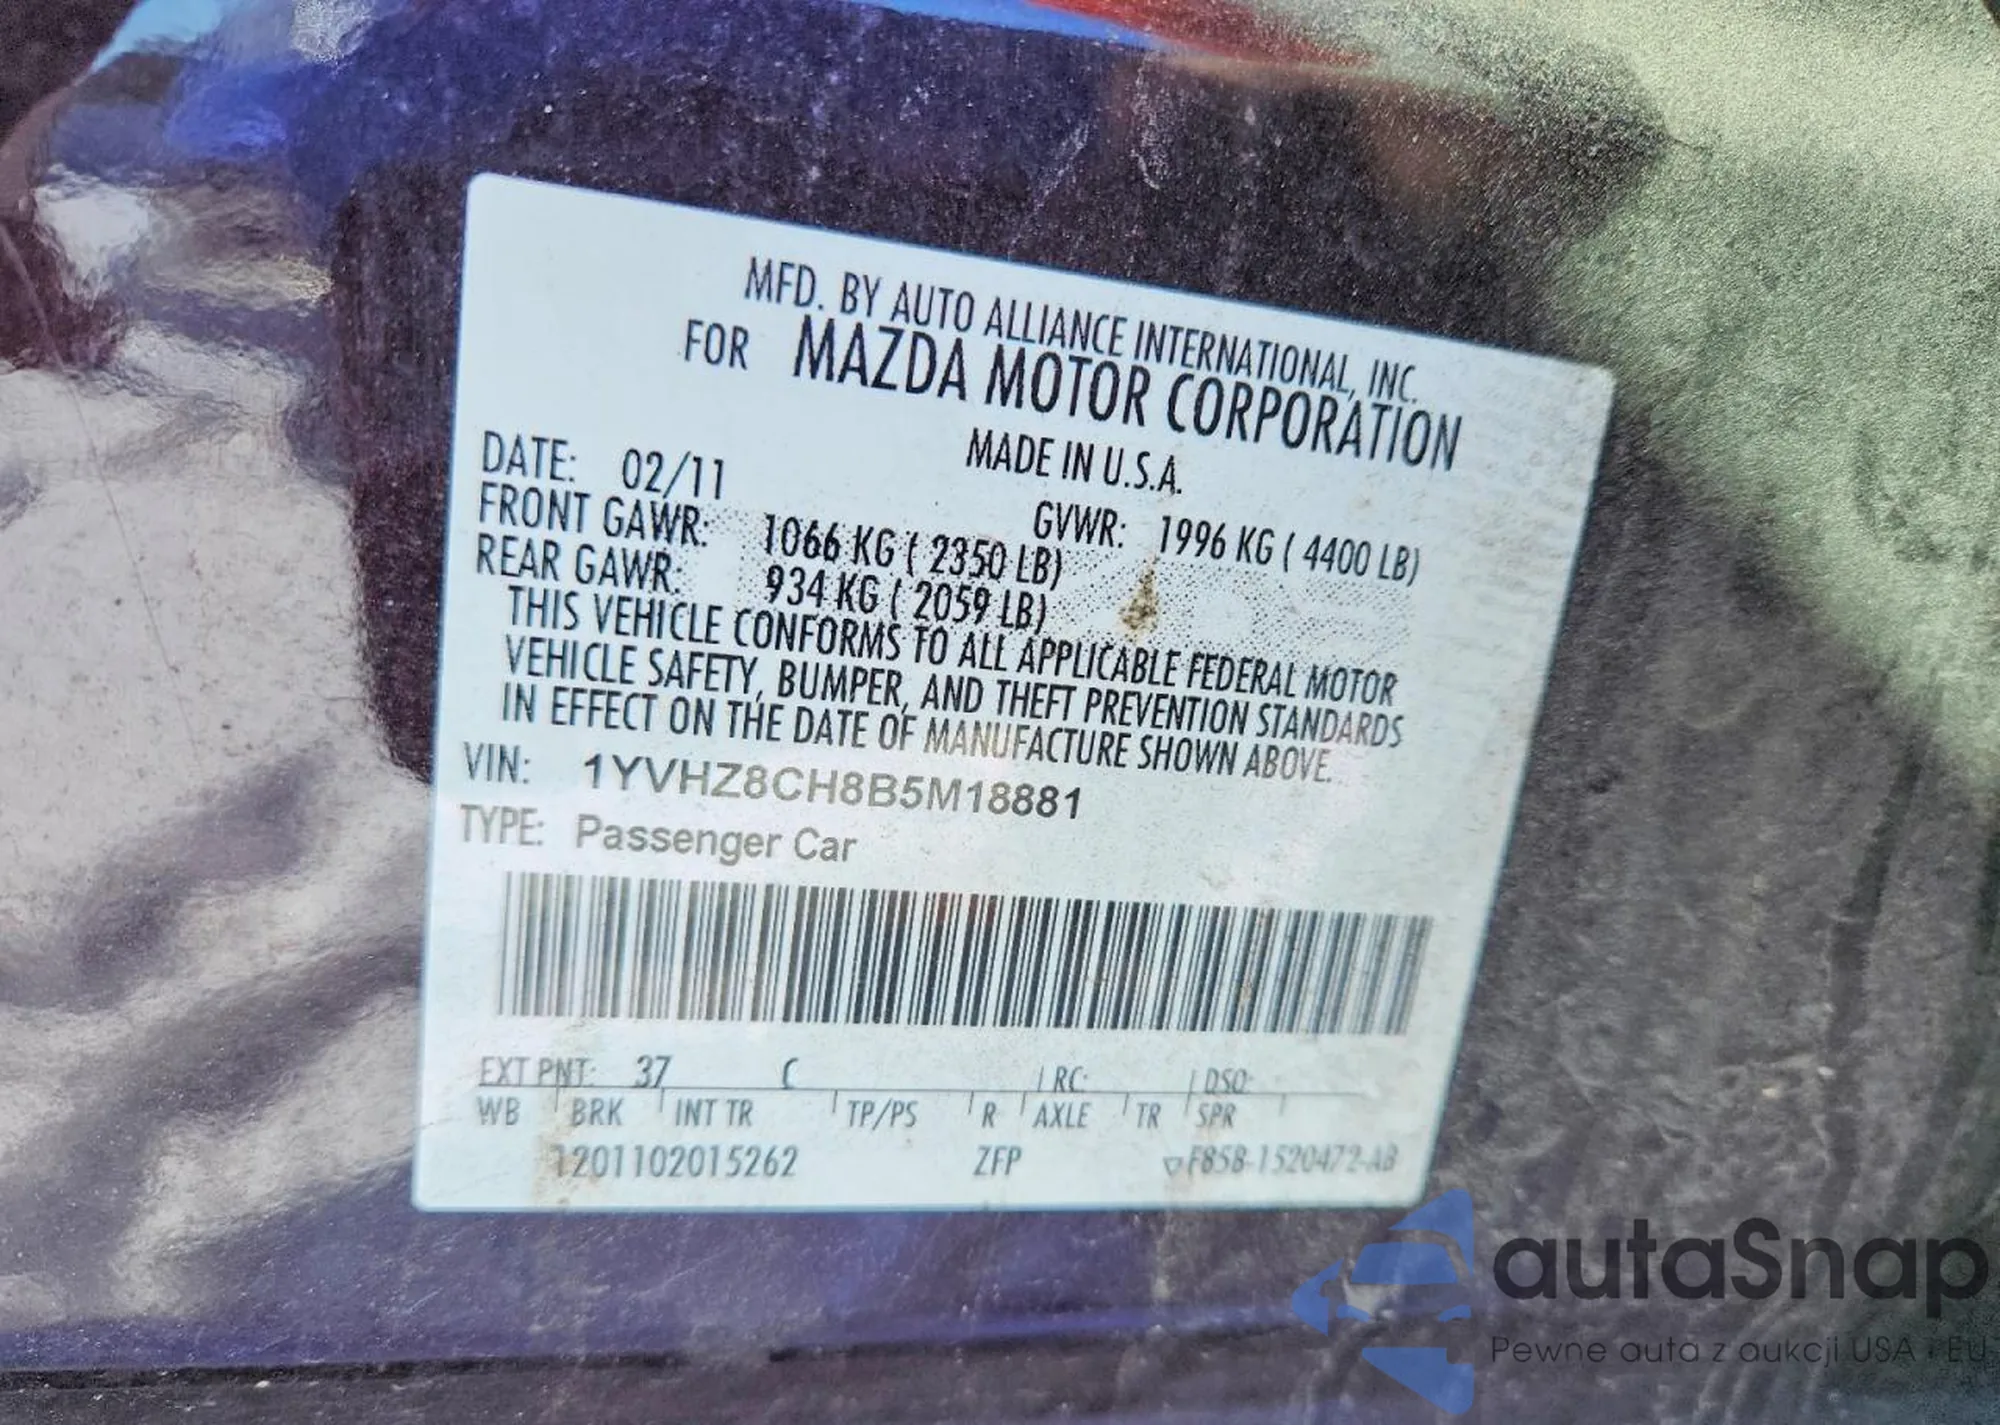 MFD. BY AUTO ALLIANCE INTERNATIONAL, INC.
FOR MAZDA MOTOR CORPORATION
MADE IN U.S.A.
DATE: 02/11
GVWR: 1996 KG ( 4400 LB)
FRONT GAWR: 1066 KG ( 2350 LB)
REAR GAWR: 934 KG ( 2059 LB)
THIS VEHICLE CONFORMS TO ALL APPLICABLE FEDERAL MOTOR
VEHICLE SAFETY, BUMPER, AND THEFT PREVENTION STANDARDS
IN EFFECT ON THE DATE OF MANUFACTURE SHOWN ABOVE.
VIN: 1YVHZ8CH8B5M18881
TYPE: Passenger Car
EXT PNT: 37 C RC: DSO:
WB BRK INT TR TP/PS R AXLE TR SPR
1201102015262 ZFP F85B-1520472-AB
autaSnap
Pewne auta z aukcji USA i EU